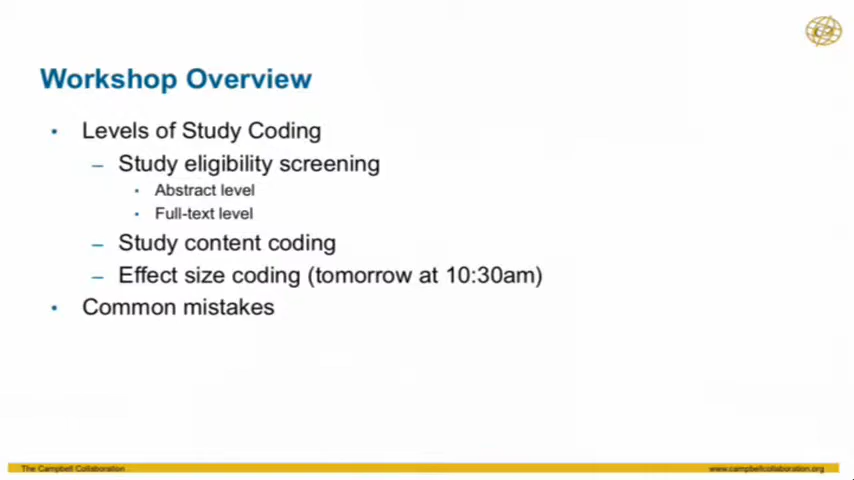 Workshop Overview
• Levels of Study Coding
– Study eligibility screening
• Abstract level
• Full-text level
– Study content coding
– Effect size coding (tomorrow at 10:30am)
• Common mistakes
The Campbell Collaboration
www.campbellcollaboration.org